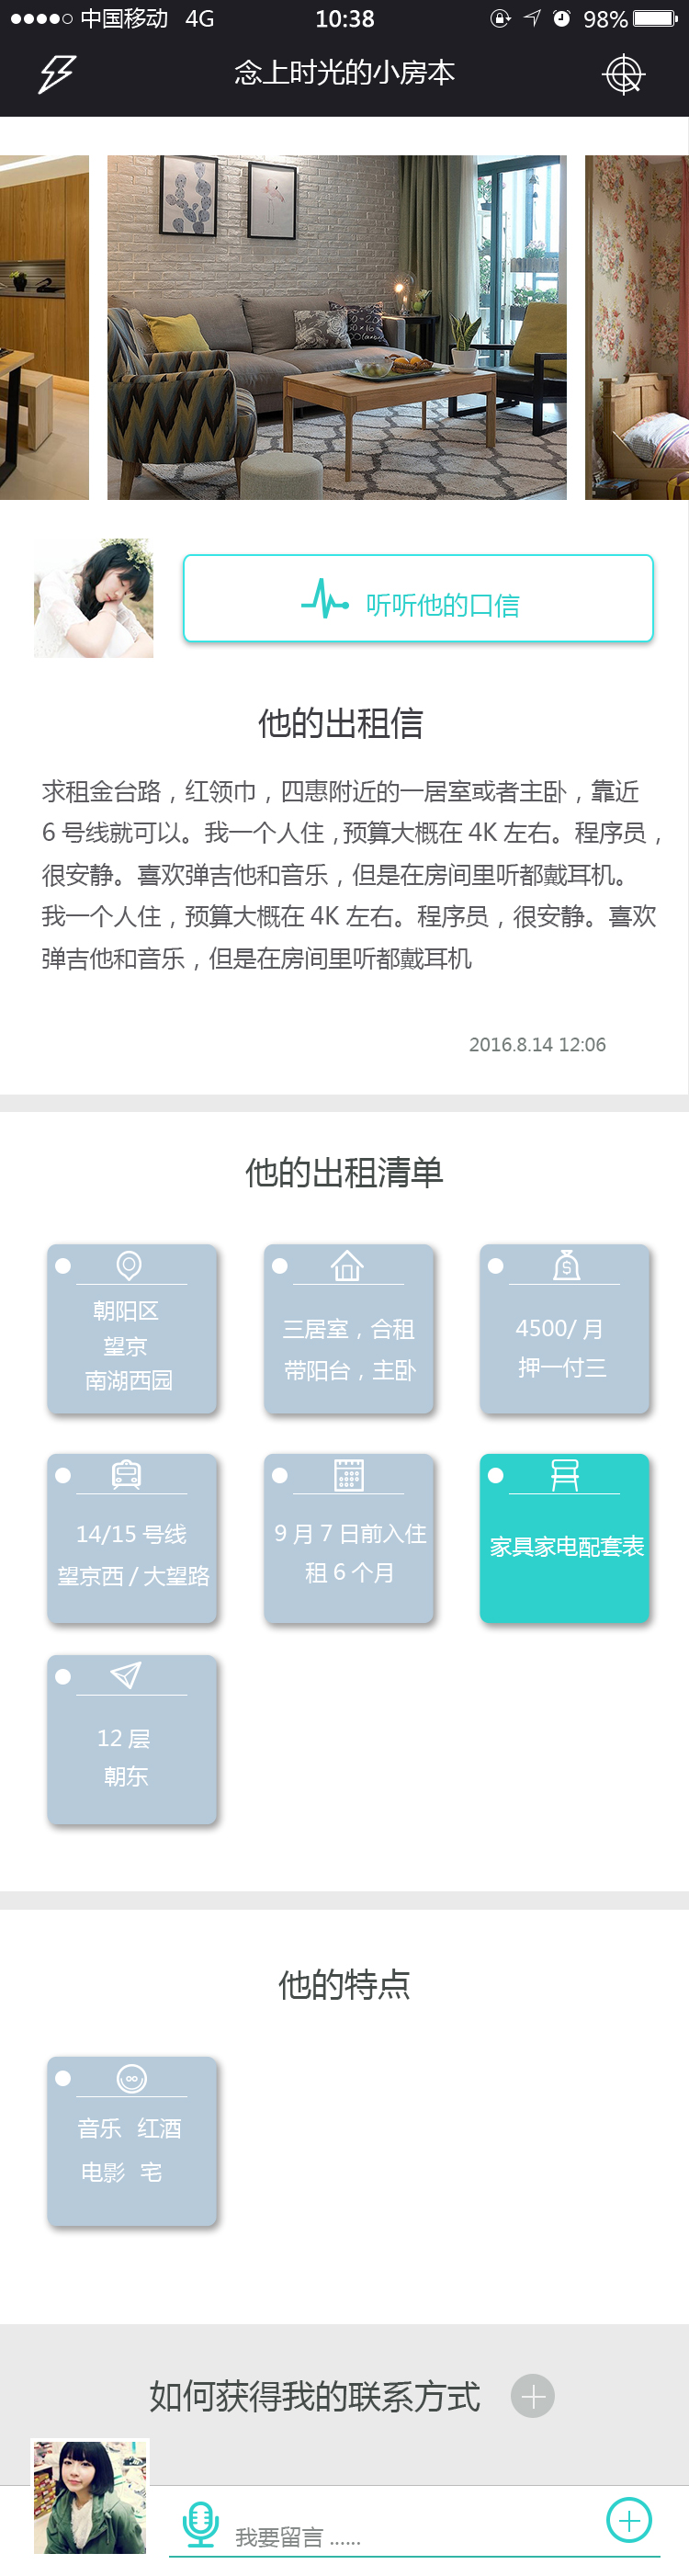 中国移动 4G 10:38 98%
念上时光的小房本
听听他的口信
他的出租信
求租金台路，红领巾，四惠附近的一居室或者主卧，靠近
6 号线就可以。我一个人住，预算大概在 4K 左右。程序员，
很安静。喜欢弹吉他和音乐，但是在房间里听都戴耳机。
我一个人住，预算大概在 4K 左右。程序员，很安静。喜欢
弹吉他和音乐，但是在房间里听都戴耳机
2016.8.14 12:06
他的出租清单
朝阳区
望京
南湖西园
三居室，合租
带阳台，主卧
4500/ 月
押一付三
14/15 号线
望京西 / 大望路
9 月 7 日前入住
租 6 个月
家具家电配套表
12 层
朝东
他的特点
音乐 红酒
电影 宅
如何获得我的联系方式
我要留言 ......